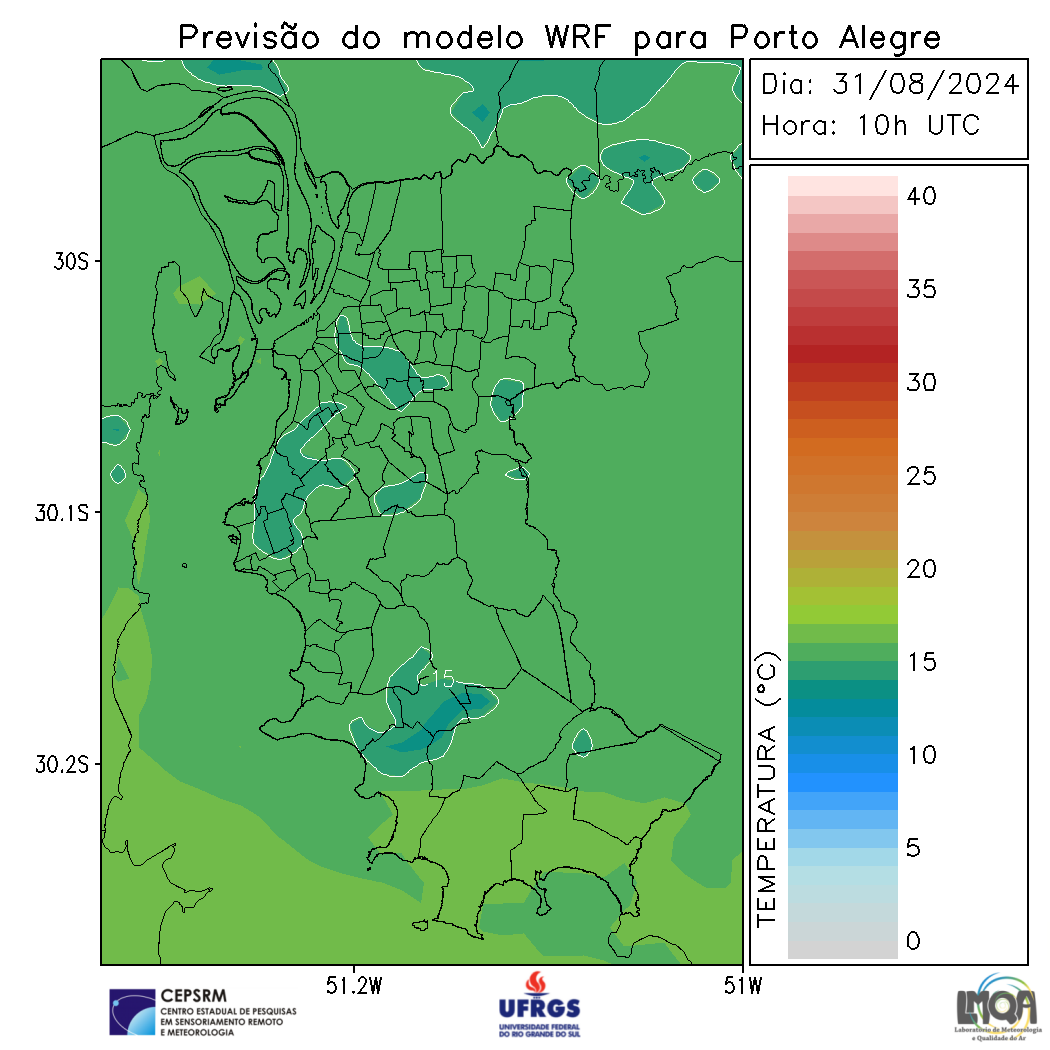 Previsão do modelo WRF para Porto Alegre
Dia: 31/08/2024
Hora: 10h UTC
40
35
30
25
20
15
10
5
0
TEMPERATURA (°C)
30S
30.1S
30.2S
15
51.2W
51W
CEPSRM
CENTRO ESTADUAL DE PESQUISAS
EM SENSORIAMENTO REMOTO
E METEOROLOGIA
UFRGS
UNIVERSIDADE FEDERAL
DO RIO GRANDE DO SUL
LMQA
Laboratório de Meteorologia
e Qualidade do Ar